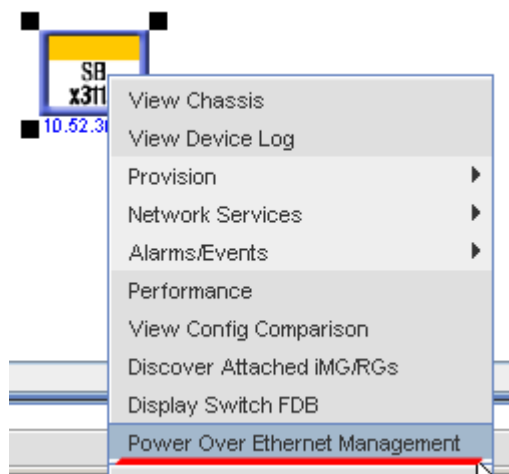 SB
x311
10.52.3
View Chassis
View Device Log
Provision
Network Services
Alarms/Events
Performance
View Config Comparison
Discover Attached iMG/RGs
Display Switch FDB
Power Over Ethernet Management